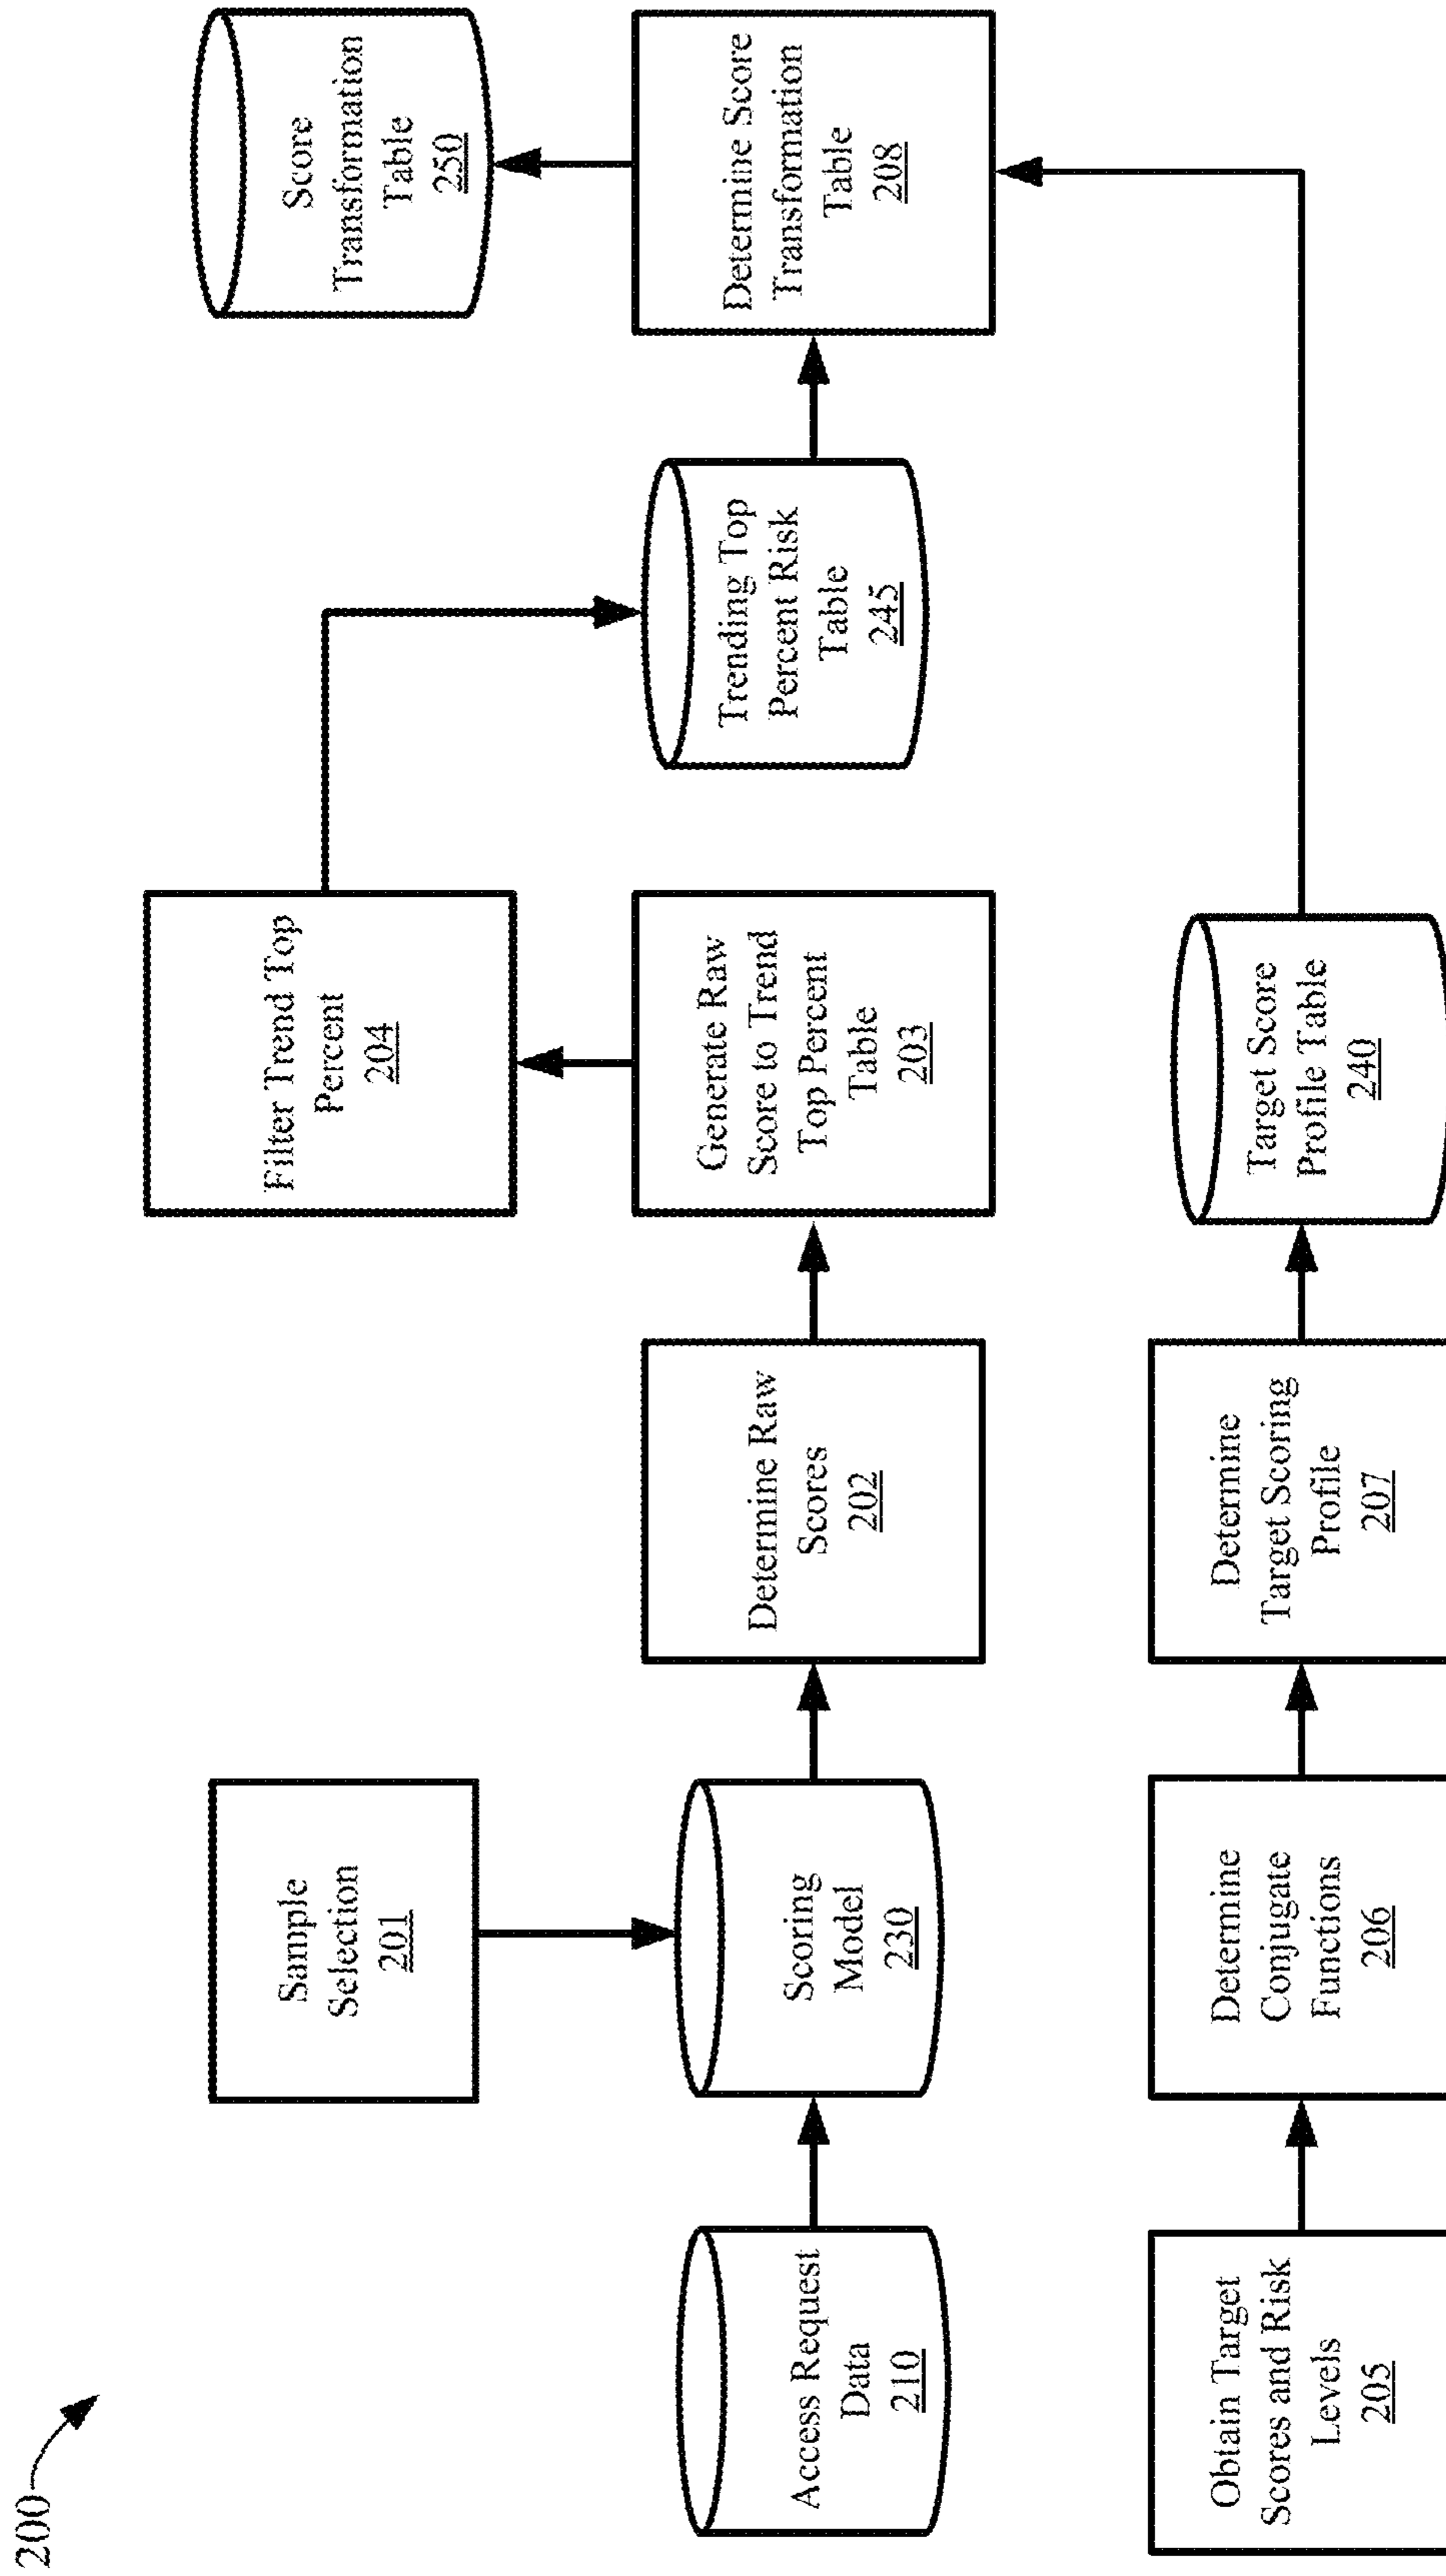 200
Sample
Selection
201
Filter Trend Top
Percent
204
Score
Transformation
Table
250
Access Request
Data
210
Scoring
Model
230
Determine Raw
Scores
202
Generate Raw
Score to Trend
Top Percent
Table
203
Trending Top
Percent Risk
Table
245
Determine Score
Transformation
Table
208
Obtain Target
Scores and Risk
Levels
205
Determine
Conjugate
Functions
206
Determine
Target Scoring
Profile
207
Target Score
Profile Table
240